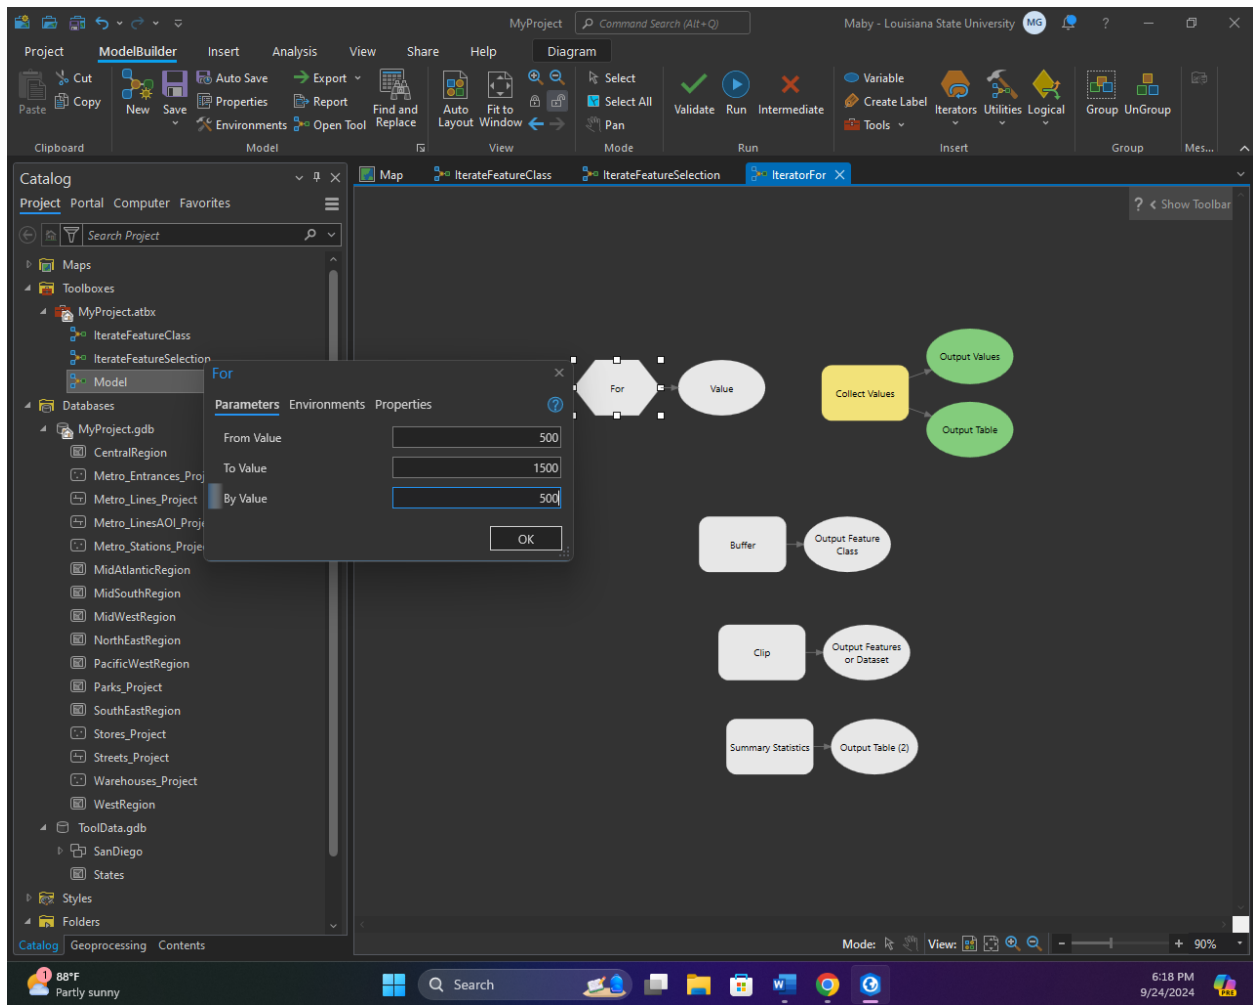 MyProject
Command Search (Alt+Q)
Maby - Louisiana State University
MG
?
Project ModelBuilder Insert Analysis View Share Help Diagram
Paste
Cut
Copy
Clipboard
New
Save
Auto Save
Properties
Environments
Export
Report
Open Tool
Find and Replace
Model
Auto Layout
Fit to Window
View
Select
Select All
Pan
Mode
Validate
Run
Intermediate
Run
Variable
Create Label
Tools
Iterators
Utilities
Logical
Insert
Group
UnGroup
Group
Mes...
Catalog
Project Portal Computer Favorites
Search Project
Maps
Toolboxes
MyProject.atbx
IterateFeatureClass
IterateFeatureSelection
Model
Databases
MyProject.gdb
CentralRegion
Metro_Entrances_Proj
Metro_Lines_Project
Metro_LinesAOI_Proje
Metro_Stations_Projec
MidAtlanticRegion
MidSouthRegion
MidWestRegion
NorthEastRegion
PacificWestRegion
Parks_Project
SouthEastRegion
Stores_Project
Streets_Project
Warehouses_Project
WestRegion
ToolData.gdb
SanDiego
States
Styles
Folders
Catalog Geoprocessing Contents
Map IterateFeatureClass IterateFeatureSelection IteratorFor
? < Show Toolbar
For
Parameters Environments Properties
?
From Value 500
To Value 1500
By Value 500
OK
For
Value
Collect Values
Output Values
Output Table
Buffer
Output Feature
Class
Clip
Output Features
or Dataset
Summary Statistics
Output Table (2)
Mode: View: - + 90%
1
88°F
Partly sunny
Search
W
PRE
6:18 PM
9/24/2024